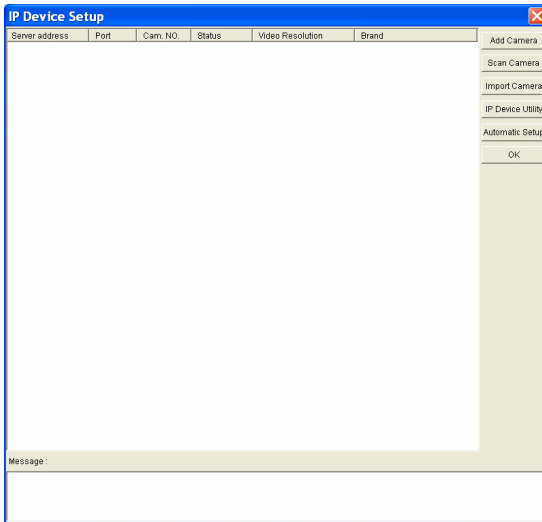 IP Device Setup
Server address Port Cam. NO. Status Video Resolution Brand
Add Camera
Scan Camera
Import Camera
IP Device Utility
Automatic Setup
OK
Message :